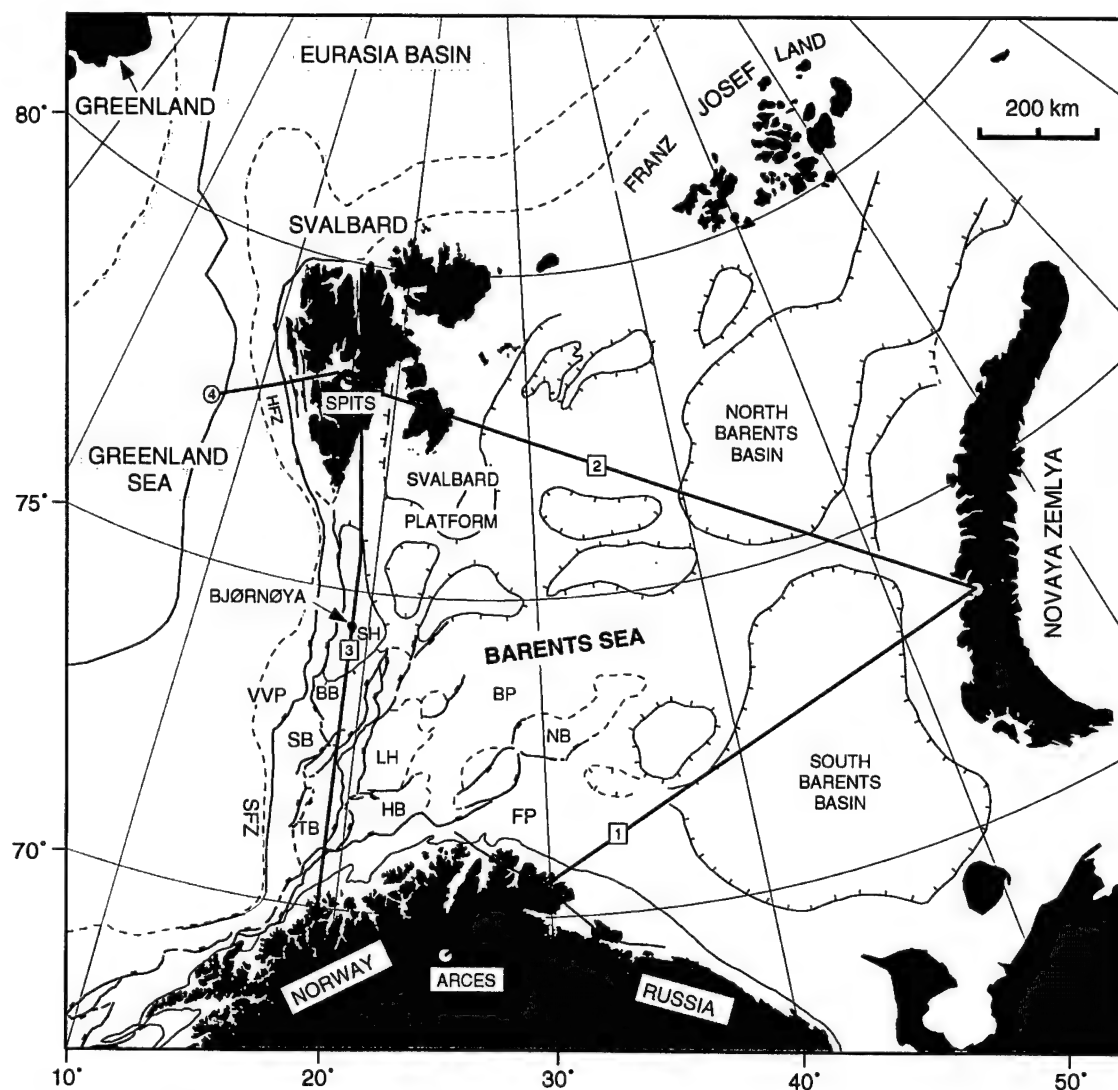 EURASIA BASIN
GREENLAND
FRANZ JOSEF LAND
200 km
80°
SVALBARD
4
SPITS
HFZ
2
NORTH
BARENTS
BASIN
GREENLAND
SEA
SVALBARD
PLATFORM
NOVAYA ZEMLYA
75°
BJØRNØYA
SH
3
BARENTS SEA
VVP
BB
BP
SB
NB
LH
SOUTH
BARENTS
BASIN
SFZ
TB
HB
FP
1
70°
NORWAY
ARCES
RUSSIA
10°
20°
30°
40°
50°